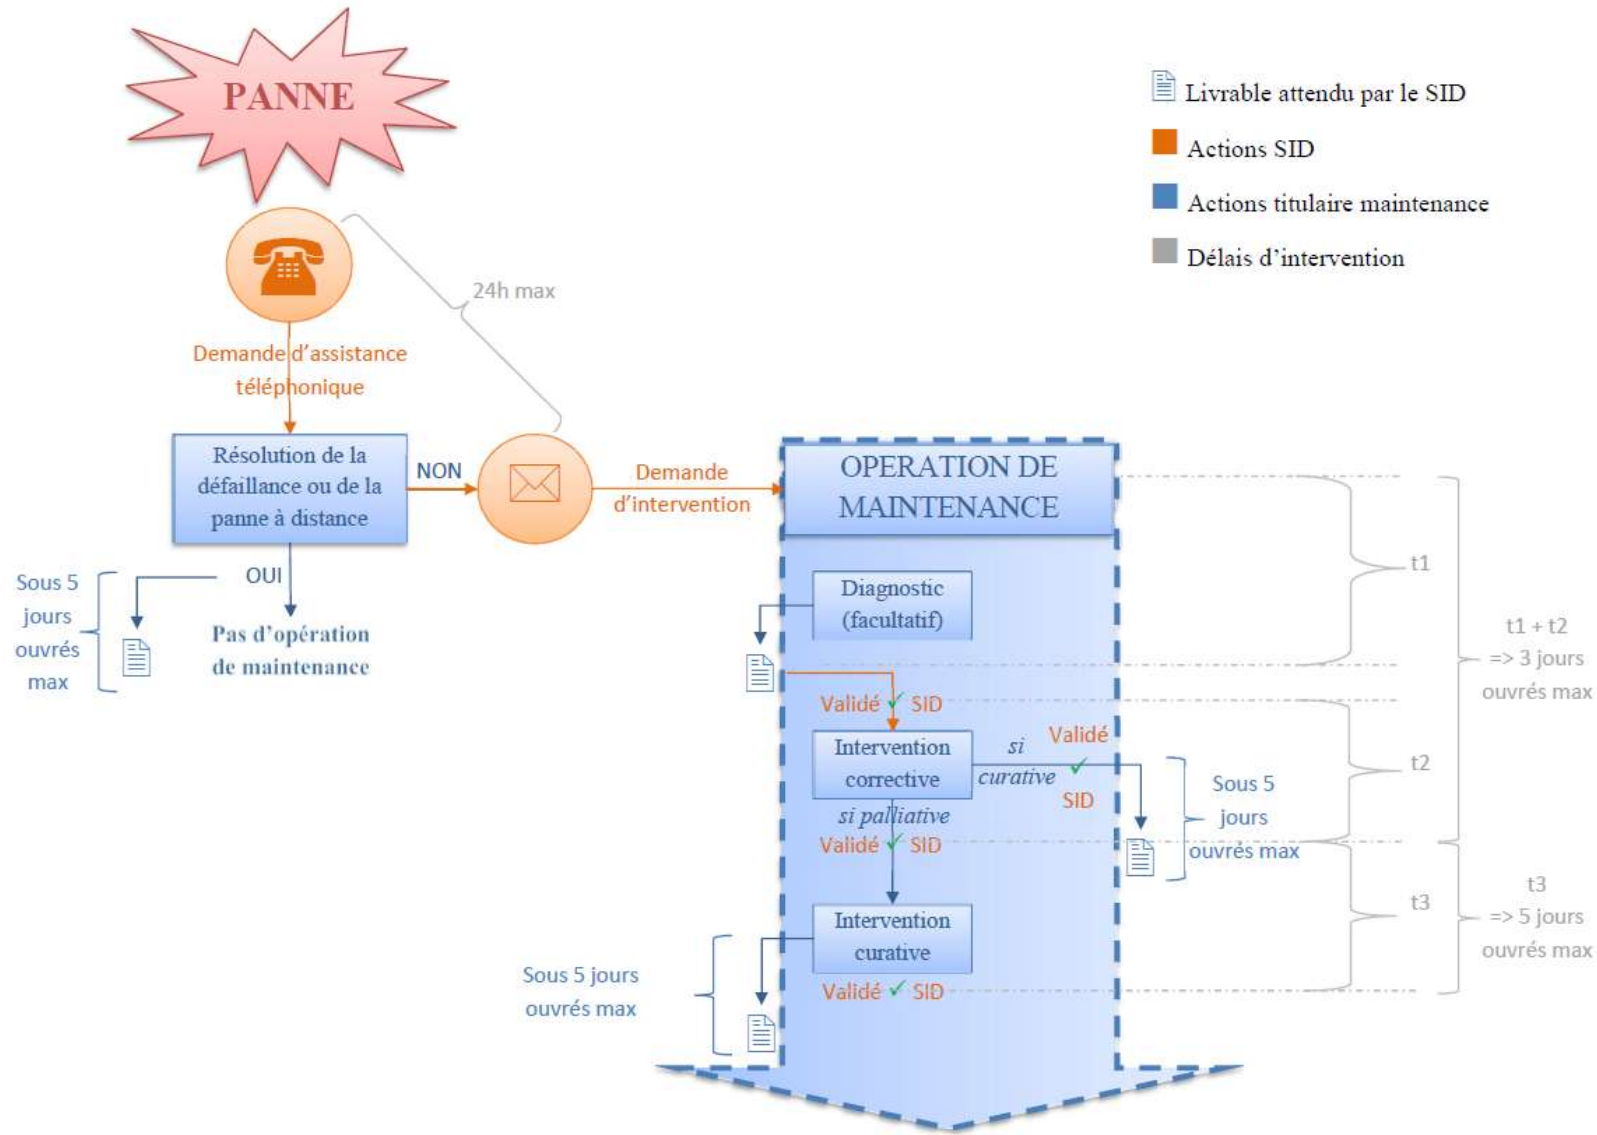 PANNE
Livrable attendu par le SID
Actions SID
Actions titulaire maintenance
Délais d'intervention
24h max
Demande d'assistance
téléphonique
Résolution de la
défaillance ou de la
panne à distance
NON
Demande
d'intervention
OPERATION DE
MAINTENANCE
OUI
Sous 5
jours
ouvrés
max
Pas d'opération
de maintenance
Diagnostic
(facultatif)
t1
t1 + t2
=> 3 jours
ouvrés max
Validé ✓ SID
Intervention
corrective
si
curative
Validé
✓
SID
t2
Sous 5
jours
ouvrés max
si palliative
Validé ✓ SID
t3
t3
=> 5 jours
ouvrés max
Intervention
curative
Sous 5 jours
ouvrés max
Validé ✓ SID